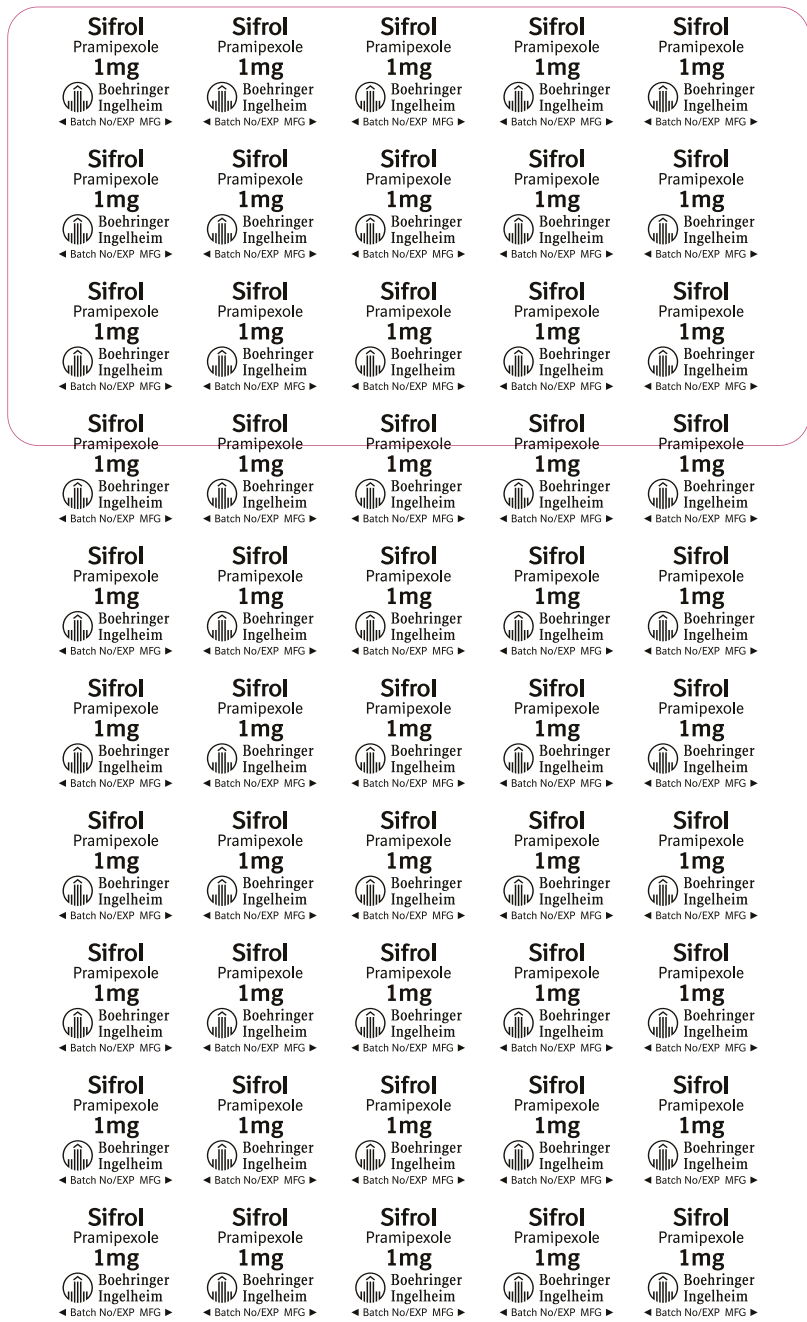 Sifrol Sifrol Sifrol Sifrol Sifrol
Pramipexole Pramipexole Pramipexole Pramipexole Pramipexole
1mg 1mg 1mg 1mg 1mg
Boehringer Boehringer Boehringer Boehringer Boehringer
Ingelheim Ingelheim Ingelheim Ingelheim Ingelheim
◄ Batch No/EXP MFG ► ◄ Batch No/EXP MFG ► ◄ Batch No/EXP MFG ► ◄ Batch No/EXP MFG ► ◄ Batch No/EXP MFG ►
Sifrol Sifrol Sifrol Sifrol Sifrol
Pramipexole Pramipexole Pramipexole Pramipexole Pramipexole
1mg 1mg 1mg 1mg 1mg
Boehringer Boehringer Boehringer Boehringer Boehringer
Ingelheim Ingelheim Ingelheim Ingelheim Ingelheim
◄ Batch No/EXP MFG ► ◄ Batch No/EXP MFG ► ◄ Batch No/EXP MFG ► ◄ Batch No/EXP MFG ► ◄ Batch No/EXP MFG ►
Sifrol Sifrol Sifrol Sifrol Sifrol
Pramipexole Pramipexole Pramipexole Pramipexole Pramipexole
1mg 1mg 1mg 1mg 1mg
Boehringer Boehringer Boehringer Boehringer Boehringer
Ingelheim Ingelheim Ingelheim Ingelheim Ingelheim
◄ Batch No/EXP MFG ► ◄ Batch No/EXP MFG ► ◄ Batch No/EXP MFG ► ◄ Batch No/EXP MFG ► ◄ Batch No/EXP MFG ►
Sifrol Sifrol Sifrol Sifrol Sifrol
Pramipexole Pramipexole Pramipexole Pramipexole Pramipexole
1mg 1mg 1mg 1mg 1mg
Boehringer Boehringer Boehringer Boehringer Boehringer
Ingelheim Ingelheim Ingelheim Ingelheim Ingelheim
◄ Batch No/EXP MFG ► ◄ Batch No/EXP MFG ► ◄ Batch No/EXP MFG ► ◄ Batch No/EXP MFG ► ◄ Batch No/EXP MFG ►
Sifrol Sifrol Sifrol Sifrol Sifrol
Pramipexole Pramipexole Pramipexole Pramipexole Pramipexole
1mg 1mg 1mg 1mg 1mg
Boehringer Boehringer Boehringer Boehringer Boehringer
Ingelheim Ingelheim Ingelheim Ingelheim Ingelheim
◄ Batch No/EXP MFG ► ◄ Batch No/EXP MFG ► ◄ Batch No/EXP MFG ► ◄ Batch No/EXP MFG ► ◄ Batch No/EXP MFG ►
Sifrol Sifrol Sifrol Sifrol Sifrol
Pramipexole Pramipexole Pramipexole Pramipexole Pramipexole
1mg 1mg 1mg 1mg 1mg
Boehringer Boehringer Boehringer Boehringer Boehringer
Ingelheim Ingelheim Ingelheim Ingelheim Ingelheim
◄ Batch No/EXP MFG ► ◄ Batch No/EXP MFG ► ◄ Batch No/EXP MFG ► ◄ Batch No/EXP MFG ► ◄ Batch No/EXP MFG ►
Sifrol Sifrol Sifrol Sifrol Sifrol
Pramipexole Pramipexole Pramipexole Pramipexole Pramipexole
1mg 1mg 1mg 1mg 1mg
Boehringer Boehringer Boehringer Boehringer Boehringer
Ingelheim Ingelheim Ingelheim Ingelheim Ingelheim
◄ Batch No/EXP MFG ► ◄ Batch No/EXP MFG ► ◄ Batch No/EXP MFG ► ◄ Batch No/EXP MFG ► ◄ Batch No/EXP MFG ►
Sifrol Sifrol Sifrol Sifrol Sifrol
Pramipexole Pramipexole Pramipexole Pramipexole Pramipexole
1mg 1mg 1mg 1mg 1mg
Boehringer Boehringer Boehringer Boehringer Boehringer
Ingelheim Ingelheim Ingelheim Ingelheim Ingelheim
◄ Batch No/EXP MFG ► ◄ Batch No/EXP MFG ► ◄ Batch No/EXP MFG ► ◄ Batch No/EXP MFG ► ◄ Batch No/EXP MFG ►
Sifrol Sifrol Sifrol Sifrol Sifrol
Pramipexole Pramipexole Pramipexole Pramipexole Pramipexole
1mg 1mg 1mg 1mg 1mg
Boehringer Boehringer Boehringer Boehringer Boehringer
Ingelheim Ingelheim Ingelheim Ingelheim Ingelheim
◄ Batch No/EXP MFG ► ◄ Batch No/EXP MFG ► ◄ Batch No/EXP MFG ► ◄ Batch No/EXP MFG ► ◄ Batch No/EXP MFG ►
Sifrol Sifrol Sifrol Sifrol Sifrol
Pramipexole Pramipexole Pramipexole Pramipexole Pramipexole
1mg 1mg 1mg 1mg 1mg
Boehringer Boehringer Boehringer Boehringer Boehringer
Ingelheim Ingelheim Ingelheim Ingelheim Ingelheim
◄ Batch No/EXP MFG ► ◄ Batch No/EXP MFG ► ◄ Batch No/EXP MFG ► ◄ Batch No/EXP MFG ► ◄ Batch No/EXP MFG ►